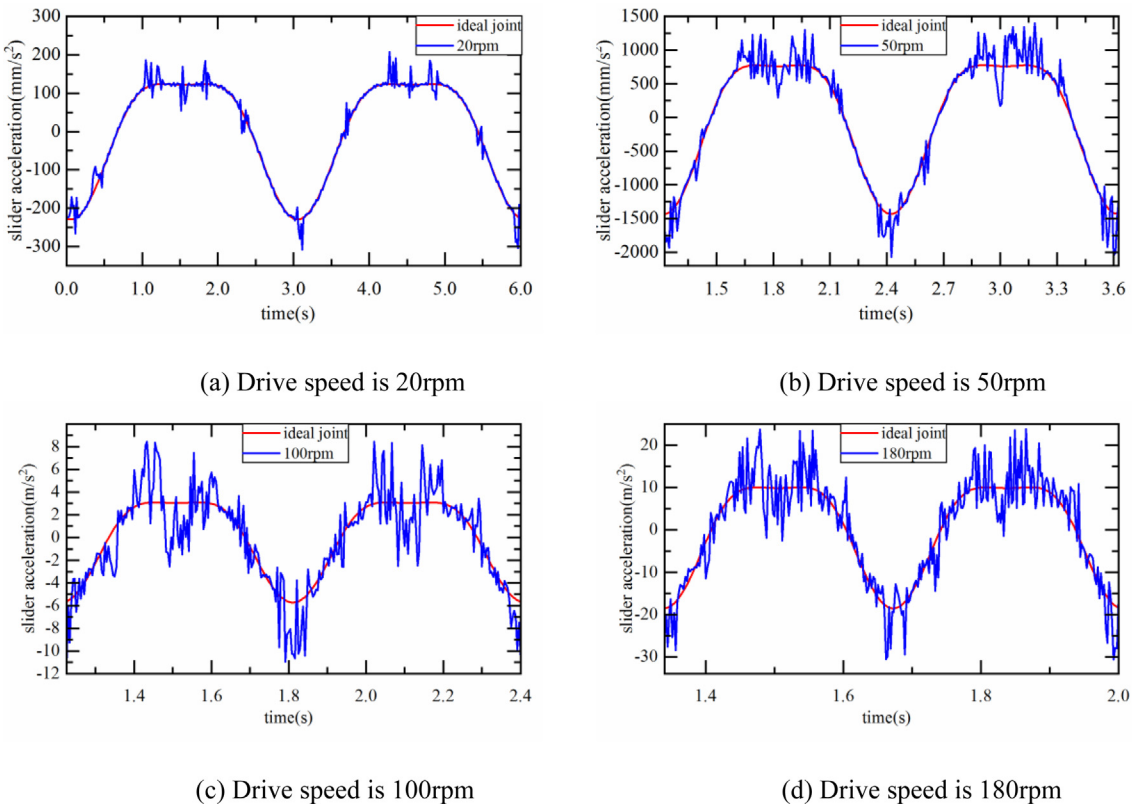 300
200
100
0
-100
-200
-300
slider acceleration(mm/s²)
ideal joint
20rpm
0.0 1.0 2.0 3.0 4.0 5.0 6.0
time(s)
(a) Drive speed is 20rpm
1500
1000
500
0
-500
-1000
-1500
-2000
slider acceleration(mm/s²)
ideal joint
50rpm
1.5 1.8 2.1 2.4 2.7 3.0 3.3 3.6
time(s)
(b) Drive speed is 50rpm
8
6
4
2
0
-2
-4
-6
-8
-10
-12
slider acceleration(m/s²)
ideal joint
100rpm
1.4 1.6 1.8 2.0 2.2 2.4
time(s)
(c) Drive speed is 100rpm
20
10
0
-10
-20
-30
slider acceleration(m/s²)
ideal joint
180rpm
1.4 1.6 1.8 2.0
time(s)
(d) Drive speed is 180rpm